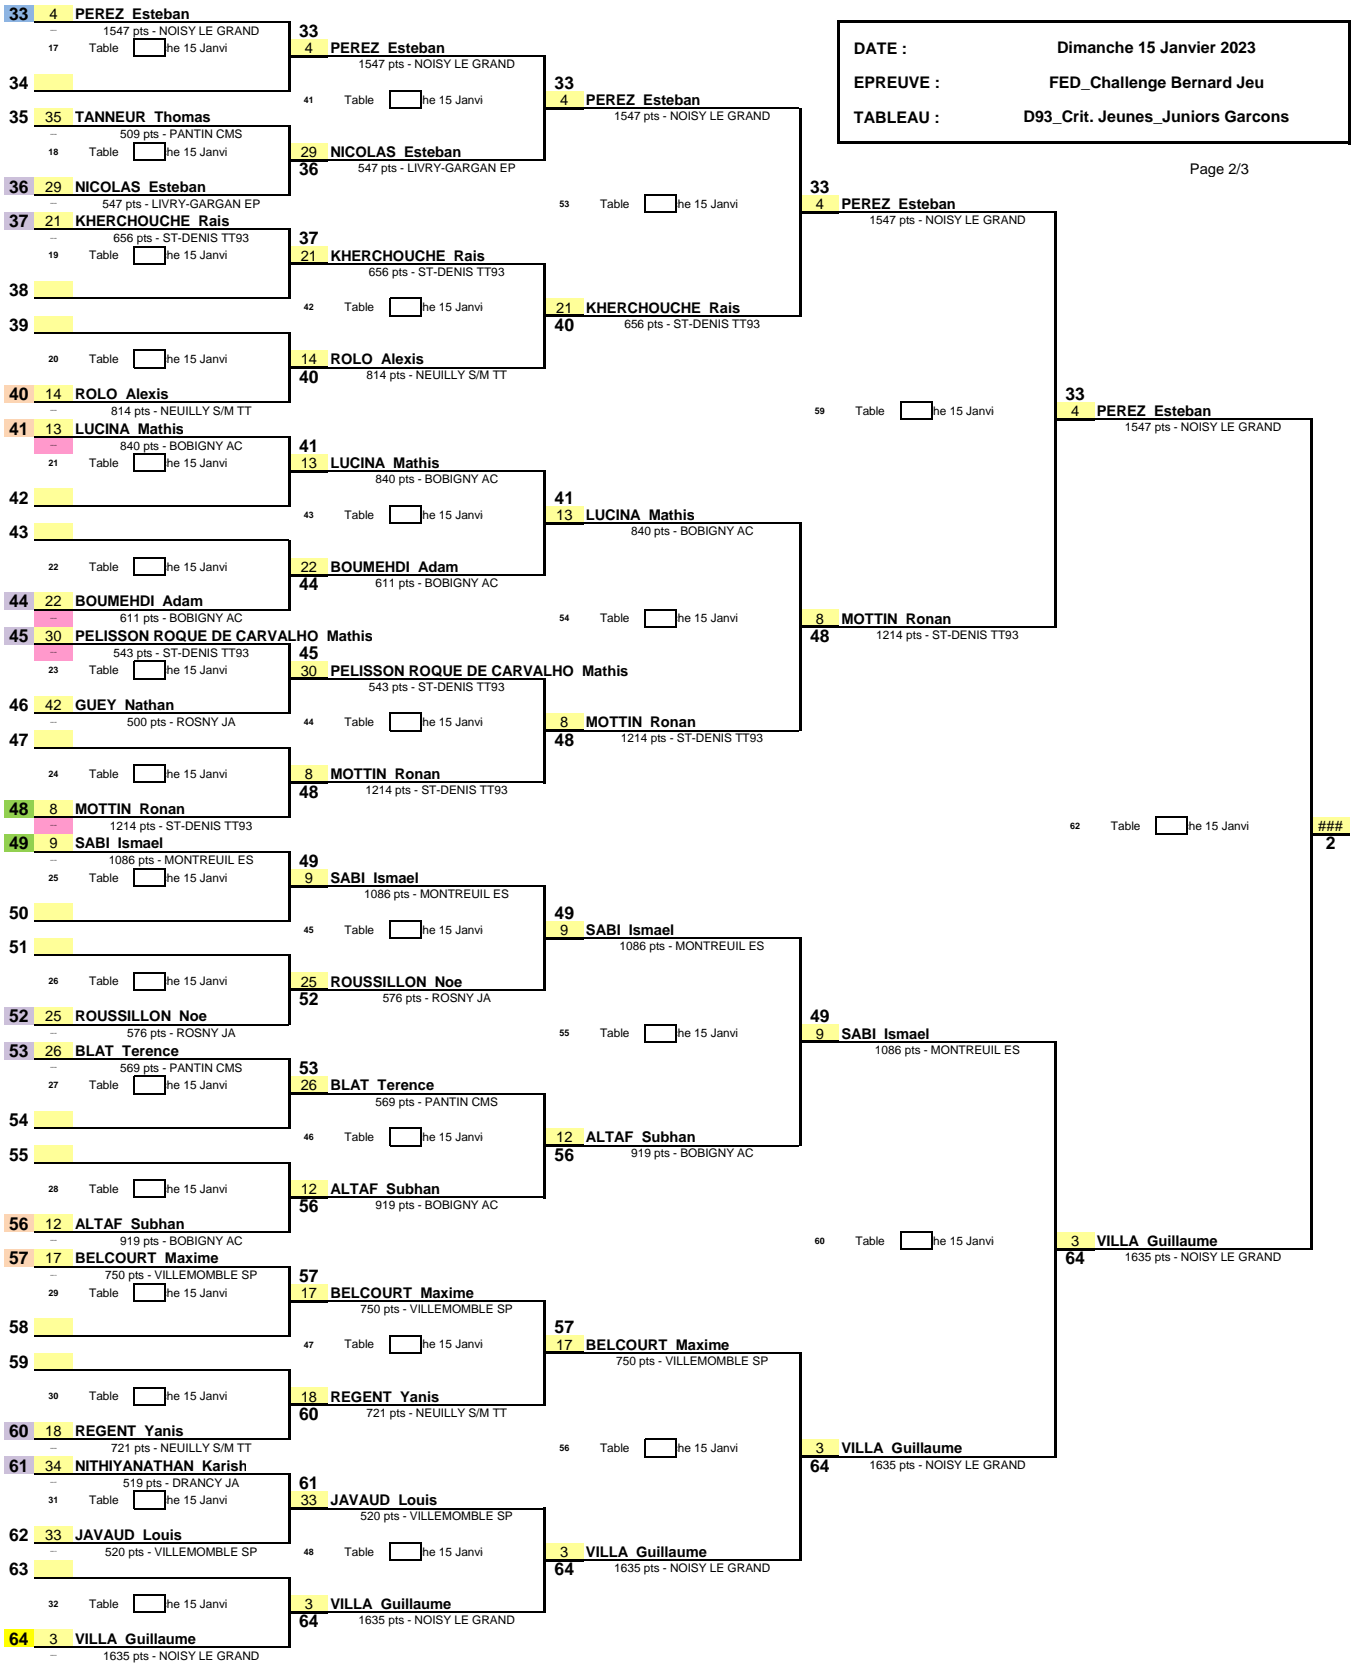 33 4 PEREZ Esteban
-- 1547 pts - NOISY LE GRAND 33
17 Table he 15 Janvi 4 PEREZ Esteban DATE : Dimanche 15 Janvier 2023
1547 pts - NOISY LE GRAND
34 33 EPREUVE : FED_Challenge Bernard Jeu
41 Table he 15 Janvi 4 PEREZ Esteban
35 35 TANNEUR Thomas 1547 pts - NOISY LE GRAND TABLEAU : D93_Crit. Jeunes_Juniors Garcons
-- 509 pts - PANTIN CMS
18 Table he 15 Janvi 29 NICOLAS Esteban
36 547 pts - LIVRY-GARGAN EP Page 2/3
36 29 NICOLAS Esteban 33
-- 547 pts - LIVRY-GARGAN EP 53 Table he 15 Janvi 4 PEREZ Esteban
37 21 KHERCHOUCHE Rais 1547 pts - NOISY LE GRAND
-- 656 pts - ST-DENIS TT93 37
19 Table he 15 Janvi 21 KHERCHOUCHE Rais
656 pts - ST-DENIS TT93
38
42 Table he 15 Janvi 21 KHERCHOUCHE Rais
39 40 656 pts - ST-DENIS TT93
20 Table he 15 Janvi 14 ROLO Alexis
40 814 pts - NEUILLY S/M TT
40 14 ROLO Alexis 33
-- 814 pts - NEUILLY S/M TT 59 Table he 15 Janvi 4 PEREZ Esteban
41 13 LUCINA Mathis 1547 pts - NOISY LE GRAND
-- 840 pts - BOBIGNY AC 41
21 Table he 15 Janvi 13 LUCINA Mathis
840 pts - BOBIGNY AC
42 41
43 Table he 15 Janvi 13 LUCINA Mathis
43 840 pts - BOBIGNY AC
22 Table he 15 Janvi 22 BOUMEHDI Adam
44 611 pts - BOBIGNY AC
44 22 BOUMEHDI Adam
-- 611 pts - BOBIGNY AC 54 Table he 15 Janvi 8 MOTTIN Ronan
45 30 PELISSON ROQUE DE CARVALHO Mathis 48 1214 pts - ST-DENIS TT93
-- 543 pts - ST-DENIS TT93 45
23 Table he 15 Janvi 30 PELISSON ROQUE DE CARVALHO Mathis
543 pts - ST-DENIS TT93
46 42 GUEY Nathan
-- 500 pts - ROSNY JA 44 Table he 15 Janvi 8 MOTTIN Ronan
47 48 1214 pts - ST-DENIS TT93
24 Table he 15 Janvi 8 MOTTIN Ronan
48 1214 pts - ST-DENIS TT93
48 8 MOTTIN Ronan
-- 1214 pts - ST-DENIS TT93 62 Table he 15 Janvi ###
49 9 SABI Ismael 2
-- 1086 pts - MONTREUIL ES 49
25 Table he 15 Janvi 9 SABI Ismael
1086 pts - MONTREUIL ES
50 49
45 Table he 15 Janvi 9 SABI Ismael
51 1086 pts - MONTREUIL ES
26 Table he 15 Janvi 25 ROUSSILLON Noe
52 576 pts - ROSNY JA
52 25 ROUSSILLON Noe 49
-- 576 pts - ROSNY JA 55 Table he 15 Janvi 9 SABI Ismael
53 26 BLAT Terence 1086 pts - MONTREUIL ES
-- 569 pts - PANTIN CMS 53
27 Table he 15 Janvi 26 BLAT Terence
569 pts - PANTIN CMS
54
46 Table he 15 Janvi 12 ALTAF Subhan
55 56 919 pts - BOBIGNY AC
28 Table he 15 Janvi 12 ALTAF Subhan
56 919 pts - BOBIGNY AC
56 12 ALTAF Subhan
-- 919 pts - BOBIGNY AC 60 Table he 15 Janvi 3 VILLA Guillaume
57 17 BELCOURT Maxime 64 1635 pts - NOISY LE GRAND
-- 750 pts - VILLEMOMBLE SP 57
29 Table he 15 Janvi 17 BELCOURT Maxime
750 pts - VILLEMOMBLE SP
58 57
47 Table he 15 Janvi 17 BELCOURT Maxime
59 750 pts - VILLEMOMBLE SP
30 Table he 15 Janvi 18 REGENT Yanis
60 721 pts - NEUILLY S/M TT
60 18 REGENT Yanis
-- 721 pts - NEUILLY S/M TT 56 Table he 15 Janvi 3 VILLA Guillaume
61 34 NITHIYANATHAN Karish 64 1635 pts - NOISY LE GRAND
-- 519 pts - DRANCY JA 61
31 Table he 15 Janvi 33 JAVAUD Louis
520 pts - VILLEMOMBLE SP
62 33 JAVAUD Louis
-- 520 pts - VILLEMOMBLE SP 48 Table he 15 Janvi 3 VILLA Guillaume
63 64 1635 pts - NOISY LE GRAND
32 Table he 15 Janvi 3 VILLA Guillaume
64 1635 pts - NOISY LE GRAND
64 3 VILLA Guillaume
-- 1635 pts - NOISY LE GRAND